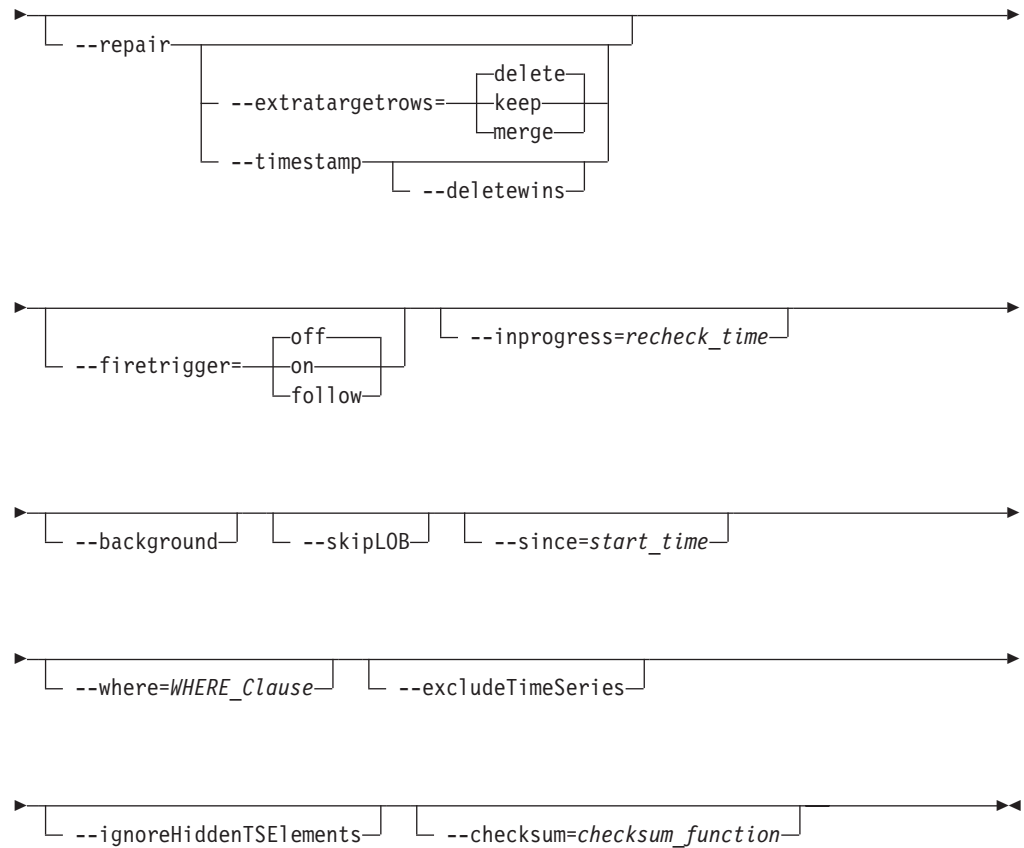 --repair
delete
--extratargetrows= keep
merge
--timestamp
--deletewins
off --inprogress=recheck_time
--firetrigger= on
follow
--background --skipLOB --since=start_time
--where=WHERE_Clause --excludeTimeSeries
--ignoreHiddenTSElements --checksum=checksum_function